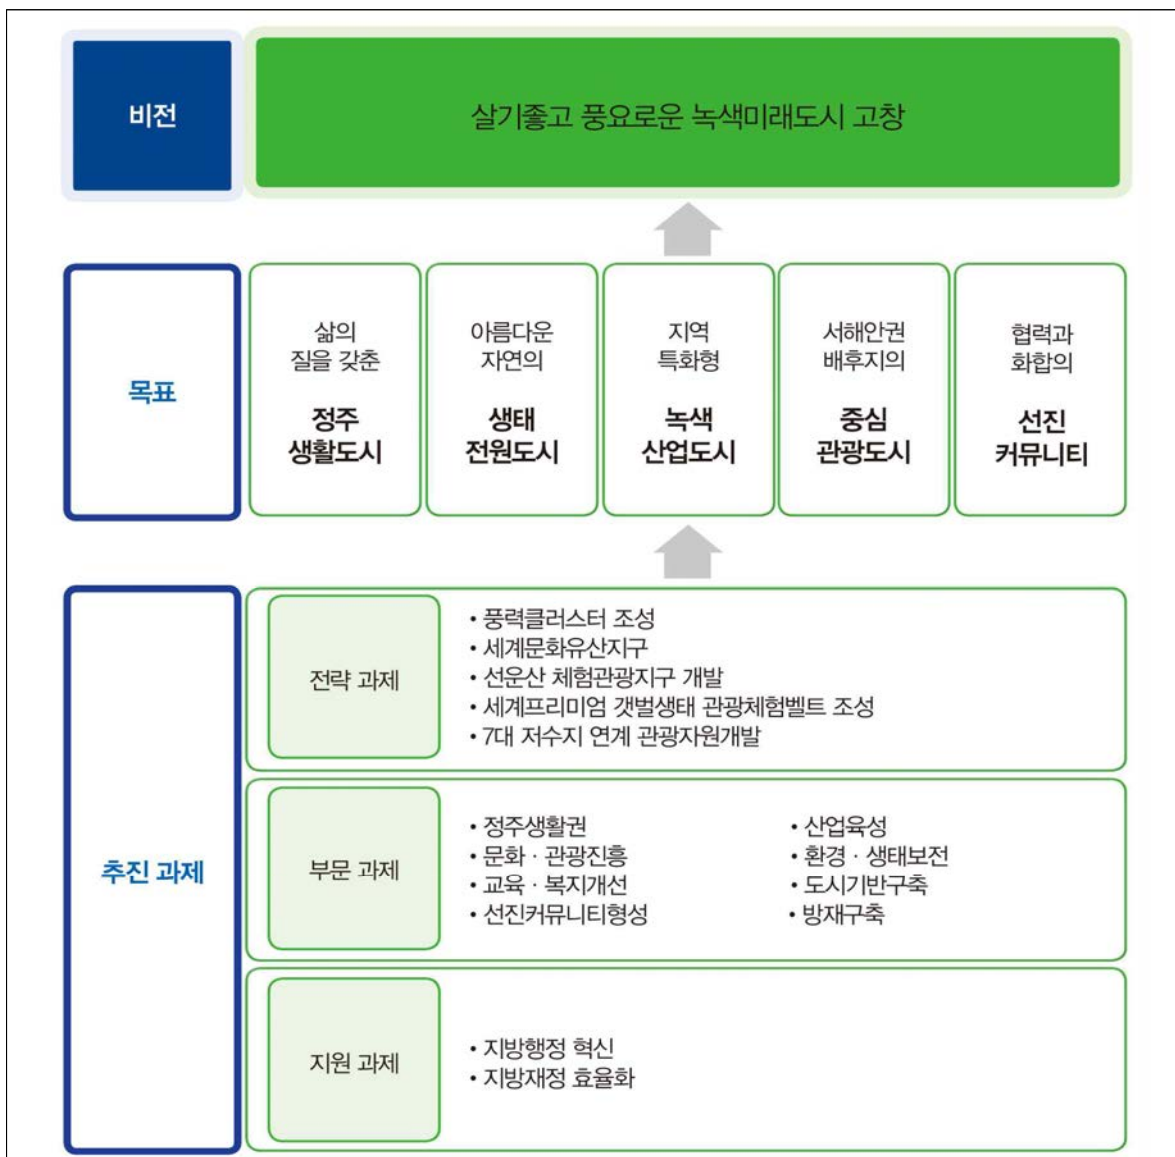 비전
살기좋고 풍요로운 녹색미래도시 고창
목표
삶의
질을 갖춘
정주
생활도시
아름다운
자연의
생태
전원도시
지역
특화형
녹색
산업도시
서해안권
배후지의
중심
관광도시
협력과
화합의
선진
커뮤니티
추진 과제
전략 과제
• 풍력클러스터 조성
• 세계문화유산지구
• 선운산 체험관광지구 개발
• 세계프리미엄 갯벌생태 관광체험벨트 조성
• 7대 저수지 연계 관광자원개발
부문 과제
• 정주생활권
• 문화 · 관광진흥
• 교육 · 복지개선
• 선진커뮤니티형성
• 산업육성
• 환경 · 생태보전
• 도시기반구축
• 방재구축
지원 과제
• 지방행정 혁신
• 지방재정 효율화